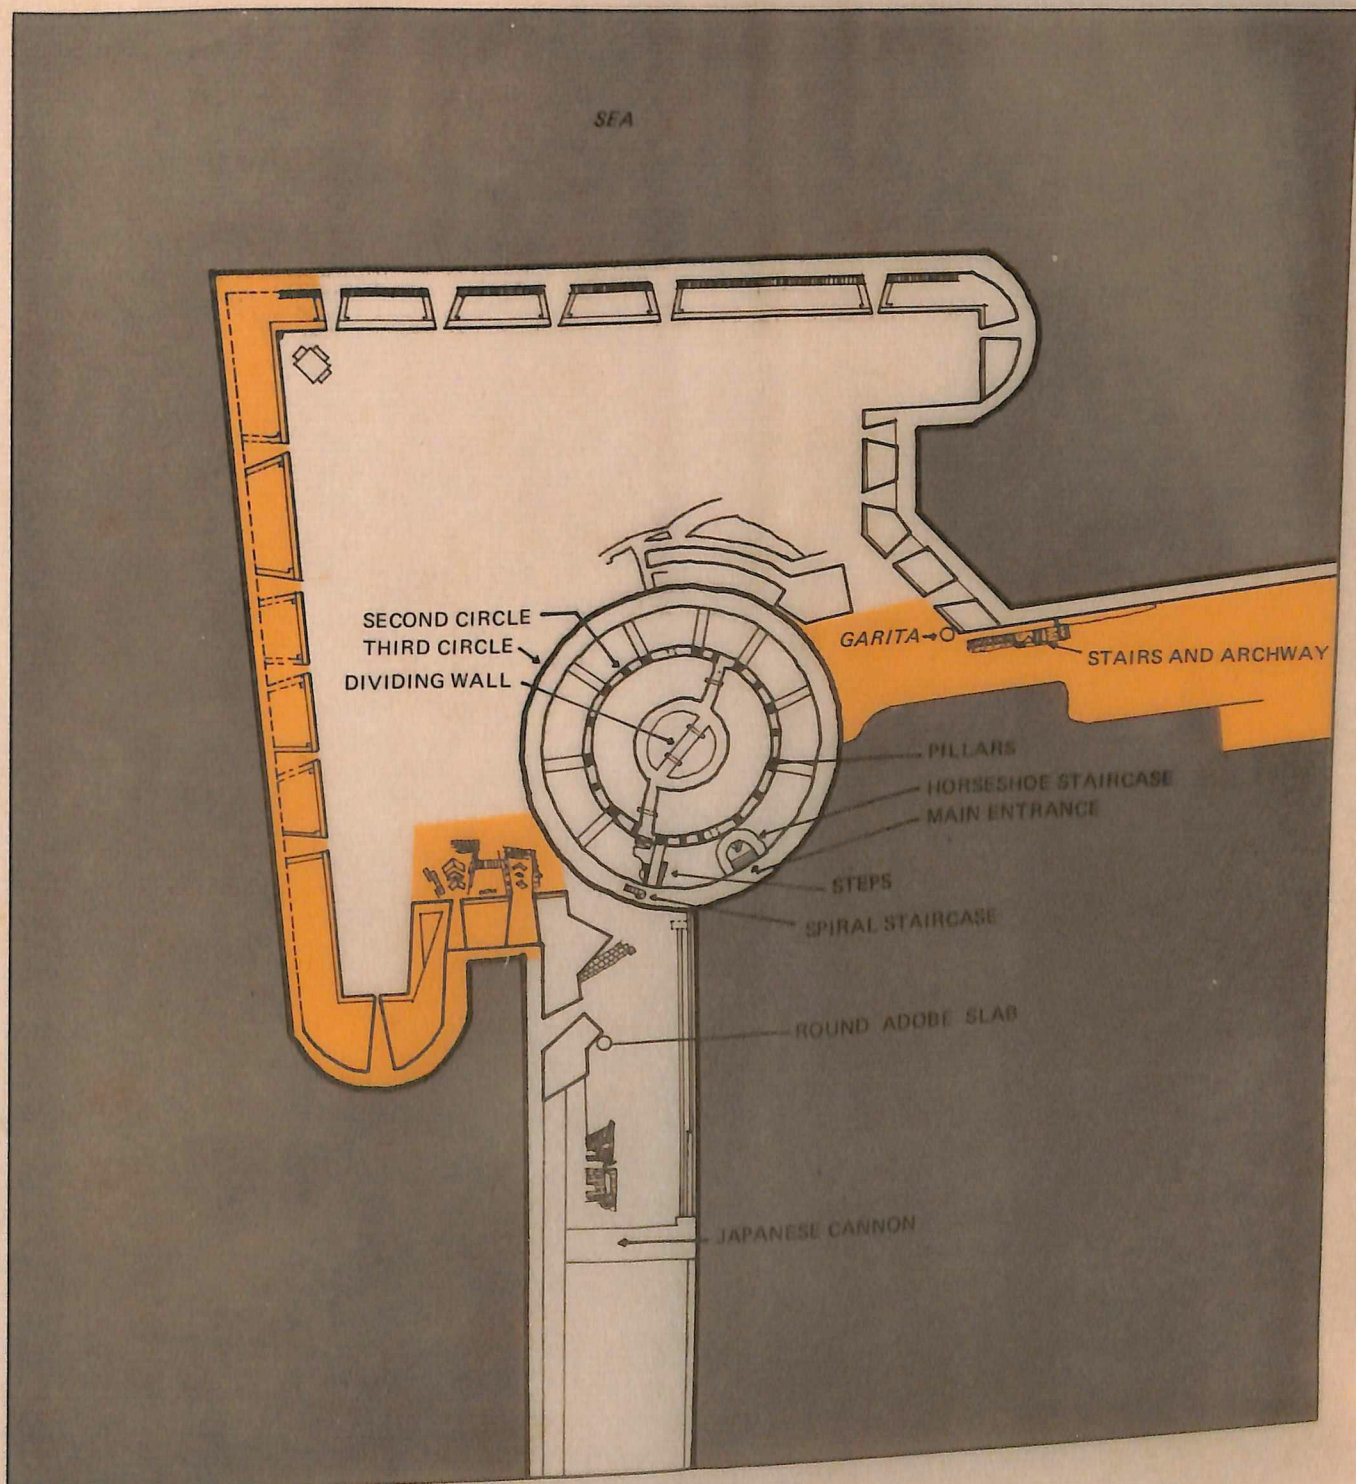 SEA
SECOND CIRCLE
THIRD CIRCLE
DIVIDING WALL
GARITA
STAIRS AND ARCHWAY
PILLARS
HORSESHOE STAIRCASE
MAIN ENTRANCE
STEPS
SPIRAL STAIRCASE
ROUND ADOBE SLAB
JAPANESE CANNON